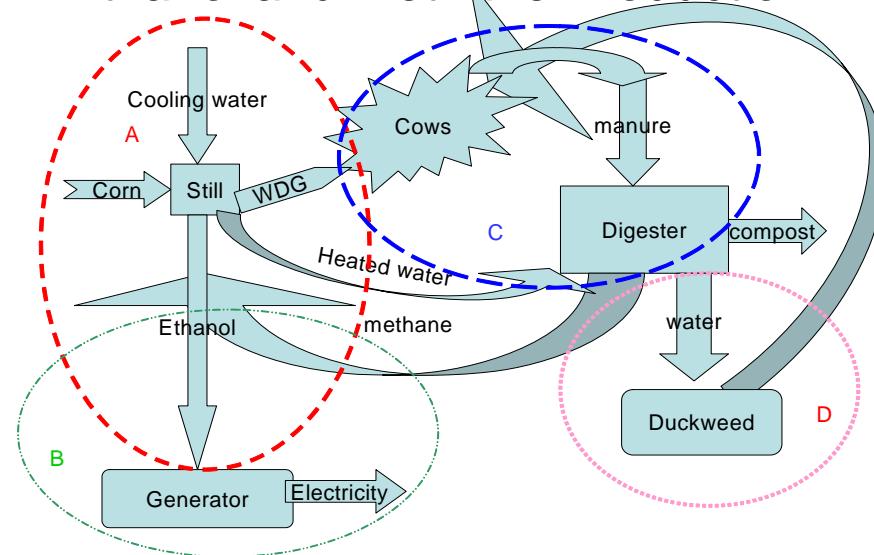 Cooling water
A
Cows
manure
Corn
Still
WDG
C
Digester
compost
Heated water
Ethanol
methane
water
Duckweed
D
B
Generator
Electricity